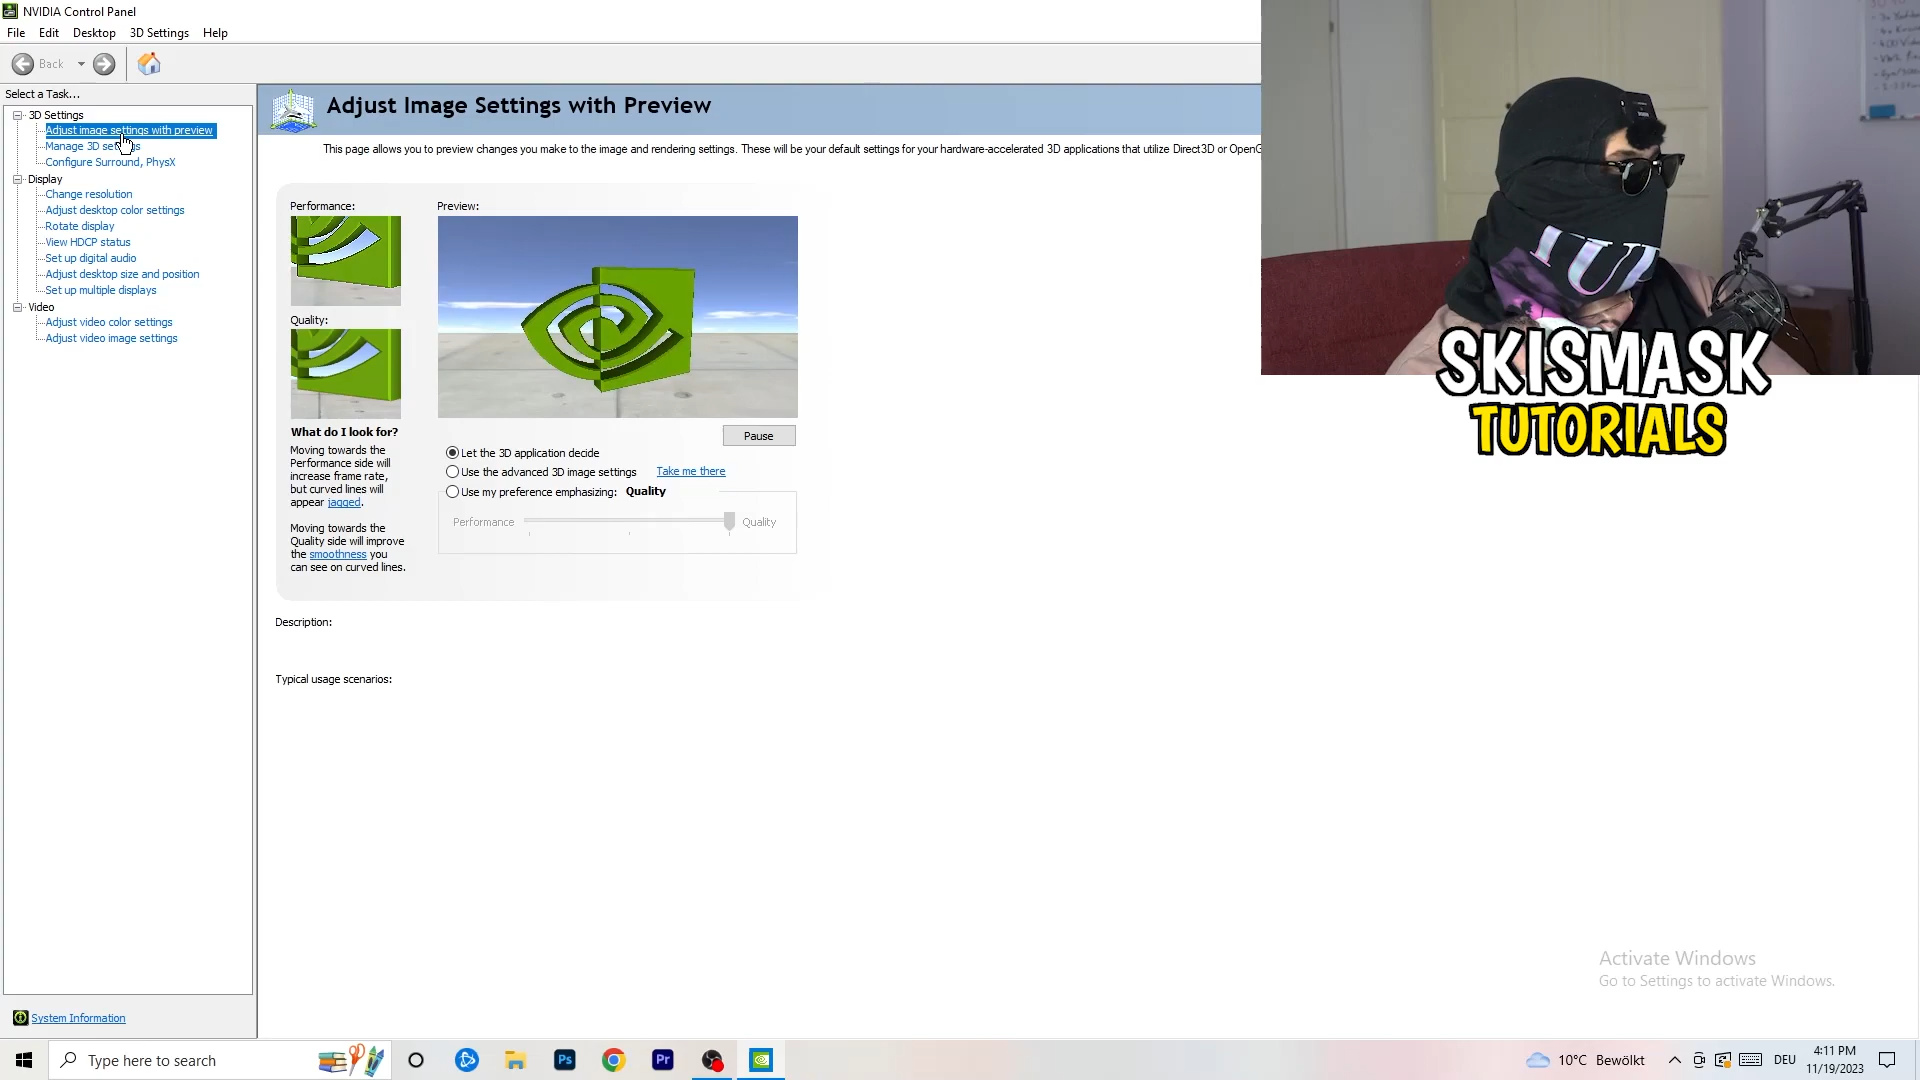 NVIDIA Control Panel
File Edit Desktop 3D Settings Help
Back
Select a Task...
3D Settings
Adjust image settings with preview
Manage 3D settings
Configure Surround, PhysX
Display
Change resolution
Adjust desktop color settings
Rotate display
View HDCP status
Set up digital audio
Adjust desktop size and position
Set up multiple displays
Video
Adjust video color settings
Adjust video image settings
System Information
Adjust Image Settings with Preview
This page allows you to preview changes you make to the image and rendering settings. These will be your default settings for your hardware-accelerated 3D applications that utilize Direct3D or OpenG
Performance:
Quality:
What do I look for?
Moving towards the
Performance side will
increase frame rate,
but curved lines will
appear jagged.
Moving towards the
Quality side will improve
the smoothness you
can see on curved lines.
Preview:
Pause
Let the 3D application decide
Use the advanced 3D image settings Take me there
Use my preference emphasizing: Quality
Performance Quality
Description:
Typical usage scenarios:
SKISMASK
TUTORIALS
Activate Windows
Go to Settings to activate Windows.
Type here to search
Ps
Pr
10°C Bewölkt
DEU
4:11 PM
11/19/2023